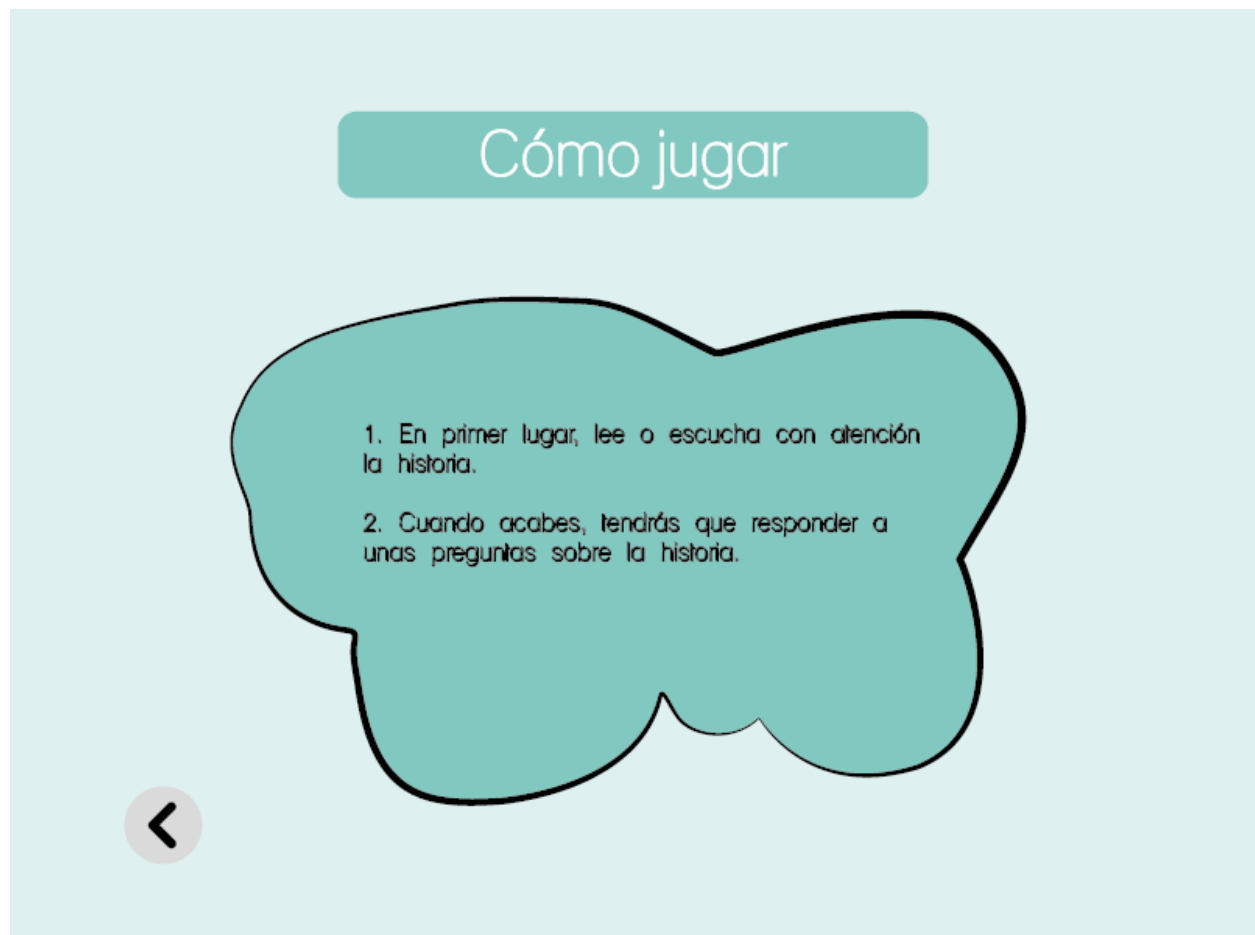 Cómo jugar
1. En primer lugar, lee o escucha con atención
la historia.
2. Cuando acabes, tendrás que responder a
unas preguntas sobre la historia.